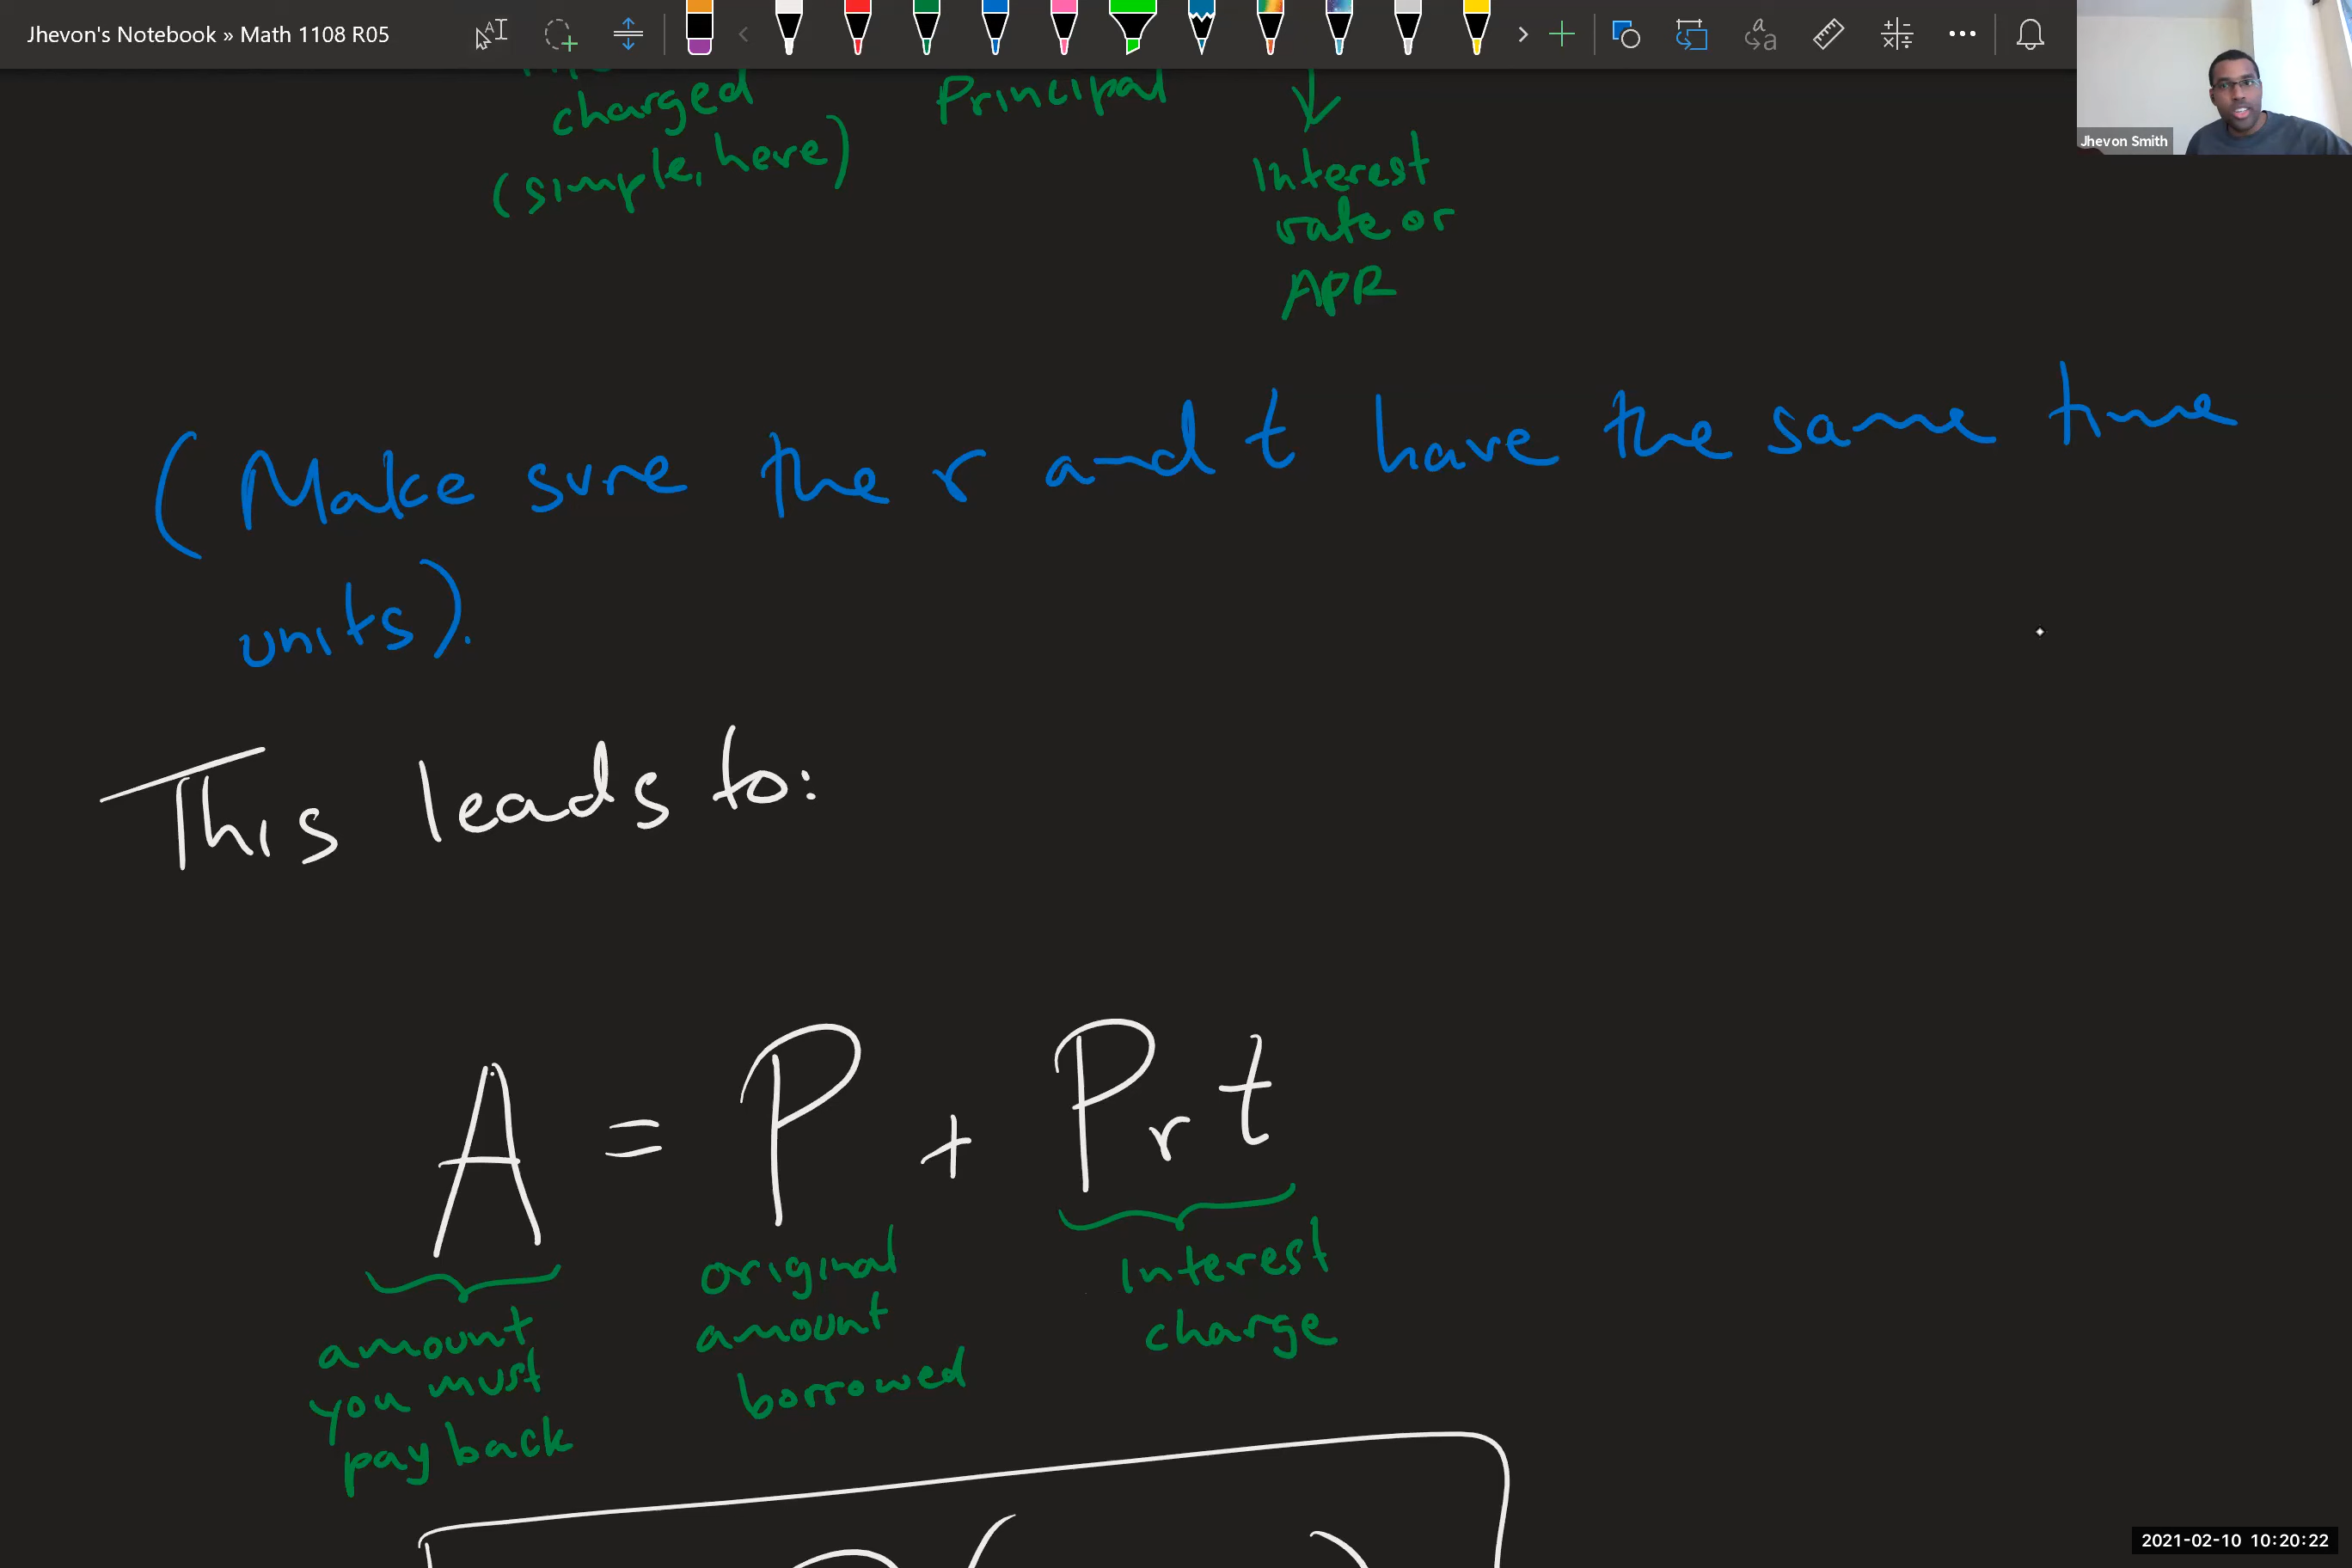 Jhevon's Notebook » Math 1108 R05
Jhevon Smith
charged
(simple, here)
Principal
Interest
rate or
APR
(Make sure the r and t have the same time
units).
This leads to:
A = P + Prt
amount
you must
pay back
original
amount
borrowed
Interest
charge
2021-02-10 10:20:22